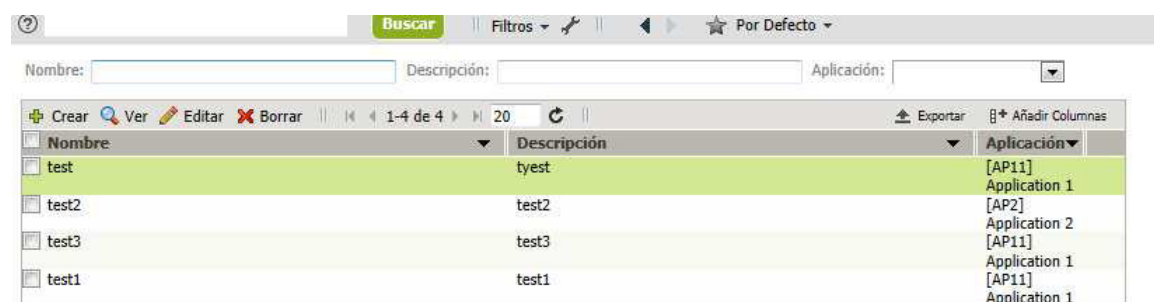 Buscar Filtros Por Defecto
Nombre: Descripción: Aplicación:
Crear Ver Editar Borrar 1-4 de 4 20 Exportar Añadir Columnas
Nombre Descripción Aplicación
test tyest [AP11]
Application 1
test2 test2 [AP2]
Application 2
test3 test3 [AP11]
Application 1
test1 test1 [AP11]
Application 1